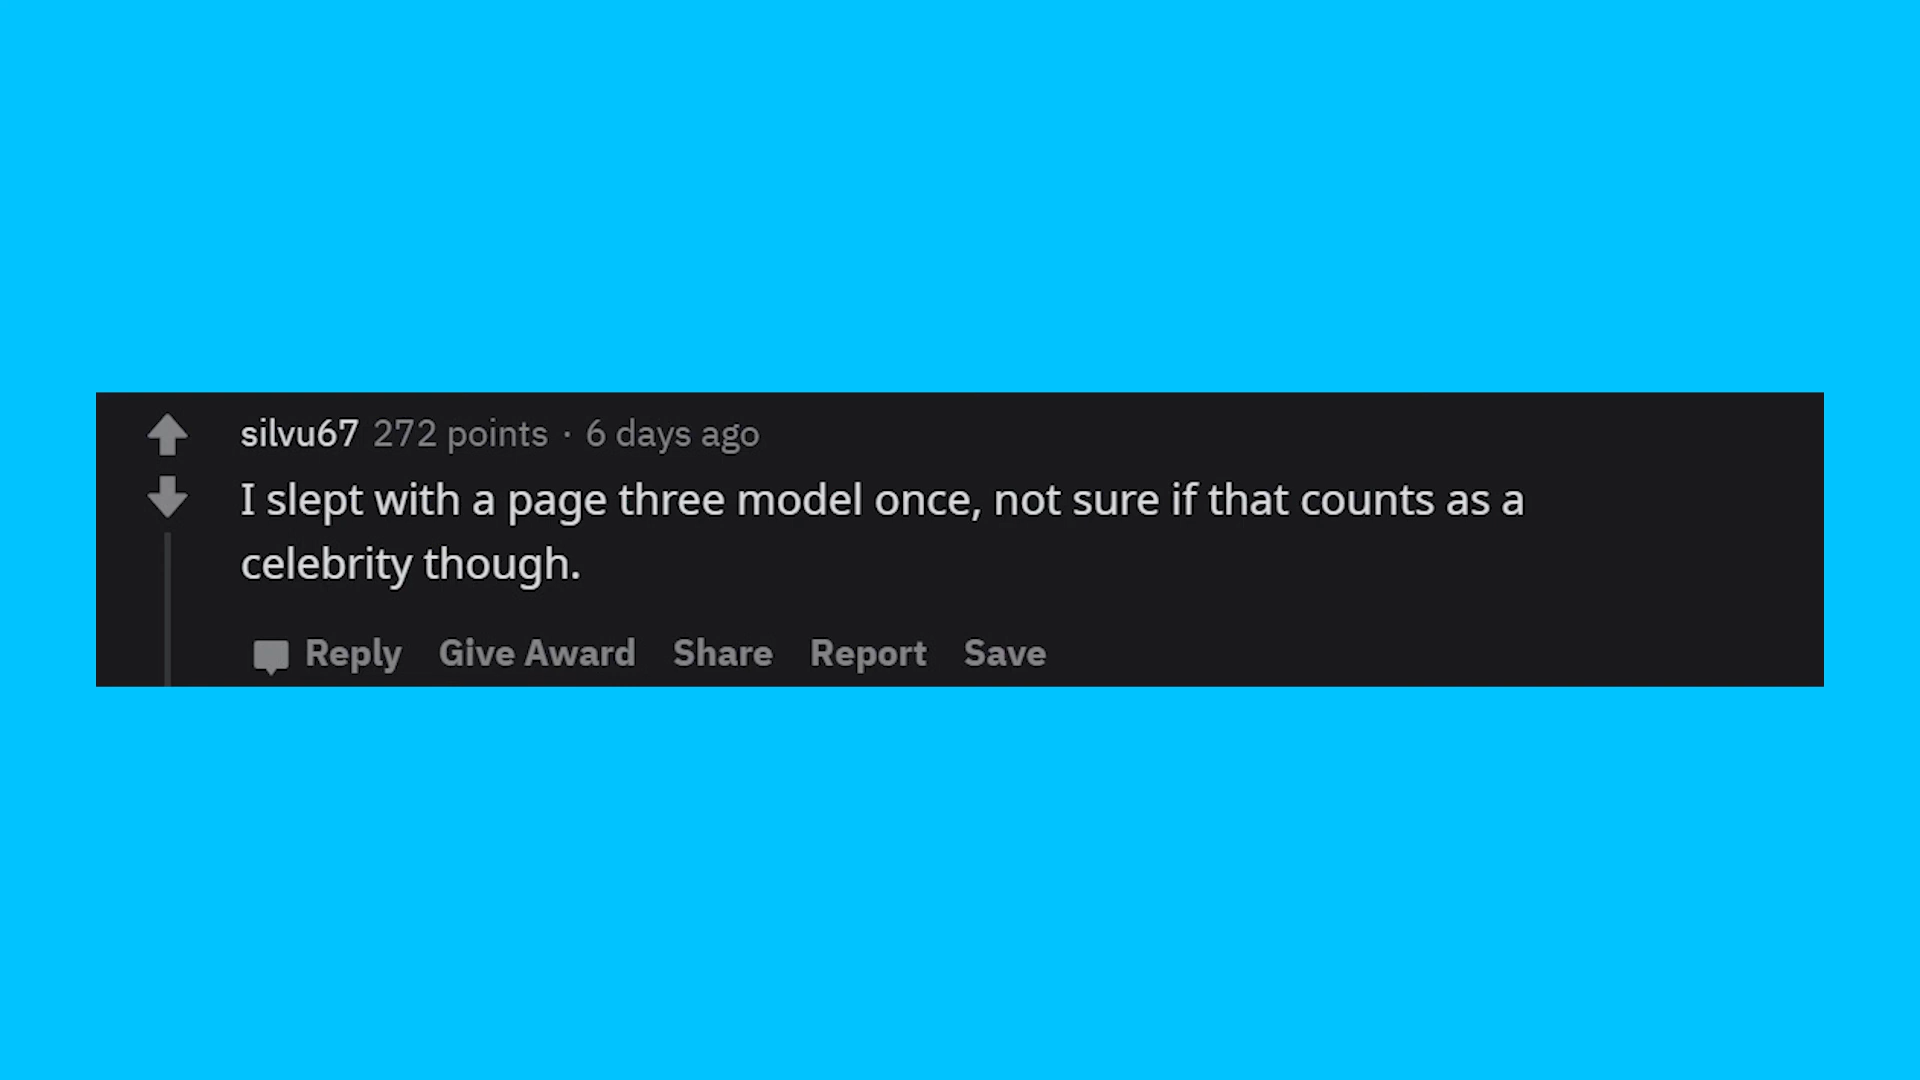 silvu67 272 points · 6 days ago
I slept with a page three model once, not sure if that counts as a
celebrity though.
Reply Give Award Share Report Save